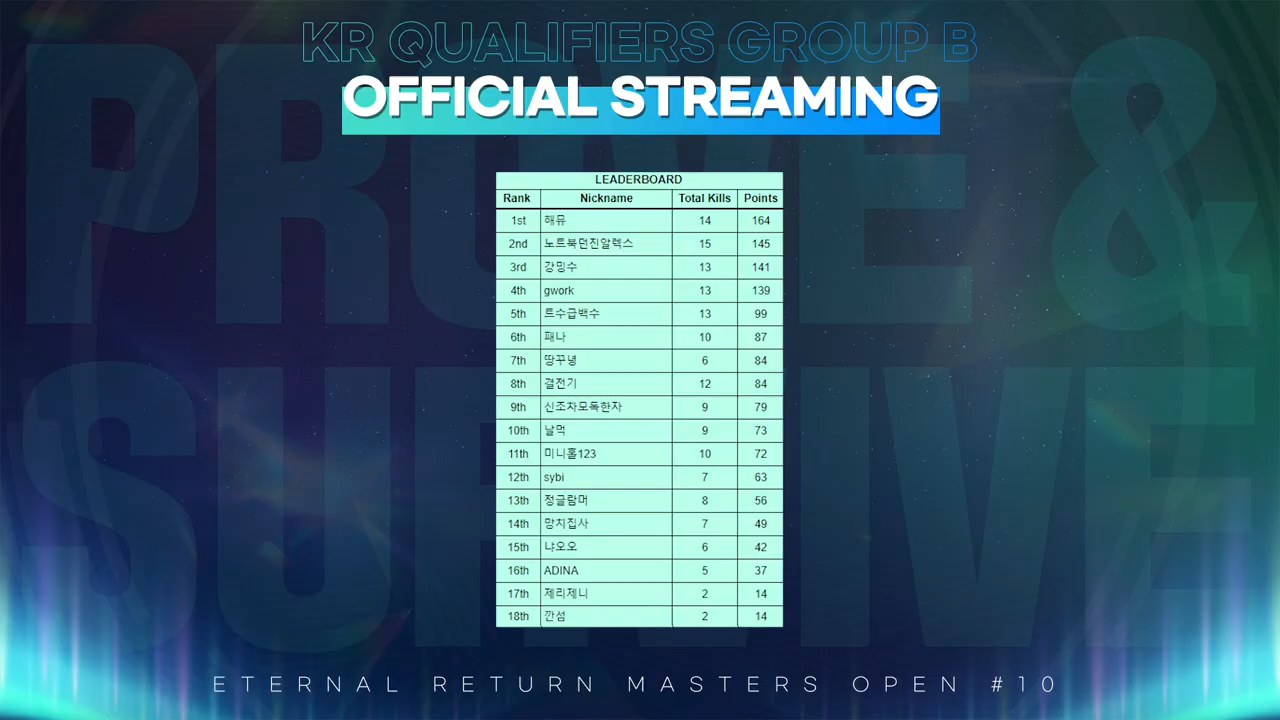 KR QUALIFIERS GROUP B
OFFICIAL STREAMING
PROVE &
SURVIVE
LEADERBOARD
Rank Nickname Total Kills Points
1st 해뮤 14 164
2nd 노트북던진알렉스 15 145
3rd 강밍수 13 141
4th gwork 13 139
5th 트수급백수 13 99
6th 패나 10 87
7th 땅꾸녕 6 84
8th 결전기 12 84
9th 신조차모독한자 9 79
10th 날먹 9 73
11th 미니홀123 10 72
12th sybi 7 63
13th 정글람머 8 56
14th 망치집사 7 49
15th 냐오오 6 42
16th ADINA 5 37
17th 제리제니 2 14
18th 깐섬 2 14
ETERNAL RETURN MASTERS OPEN #10